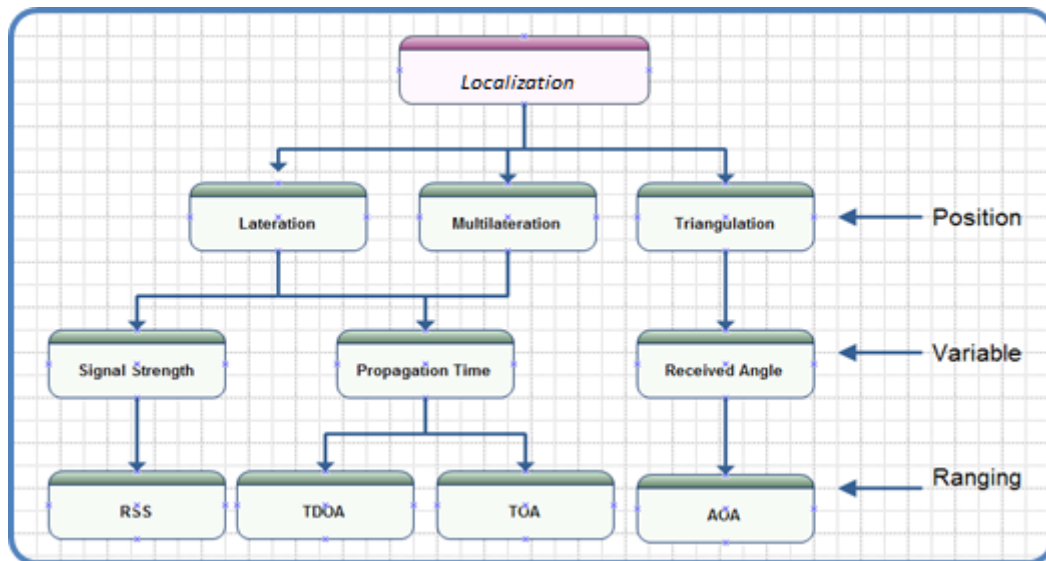 Localization
Lateration
Multilateration
Triangulation
Position
Signal Strength
Propagation Time
Received Angle
Variable
RSS
TDOA
TOA
AOA
Ranging